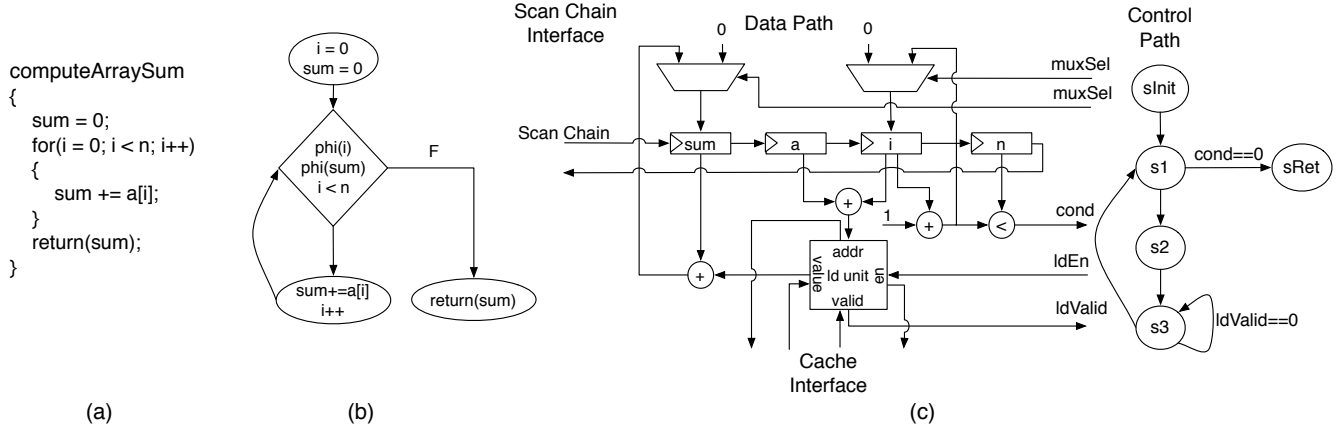 computeArraySum
{
sum = 0;
for(i = 0; i < n; i++)
{
sum += a[i];
}
return(sum);
}
(a)
i = 0
sum = 0
phi(i)
phi(sum)
i < n
F
sum+=a[i]
i++
return(sum)
(b)
Scan Chain
Interface
Data Path
Control
Path
0
0
muxSel
muxSel
Scan Chain
sum
a
i
n
+
1
+
<
cond
+
addr
value
ld unit
en
valid
ldEn
ldValid
Cache
Interface
sInit
s1
cond==0
sRet
s2
s3
ldValid==0
(c)